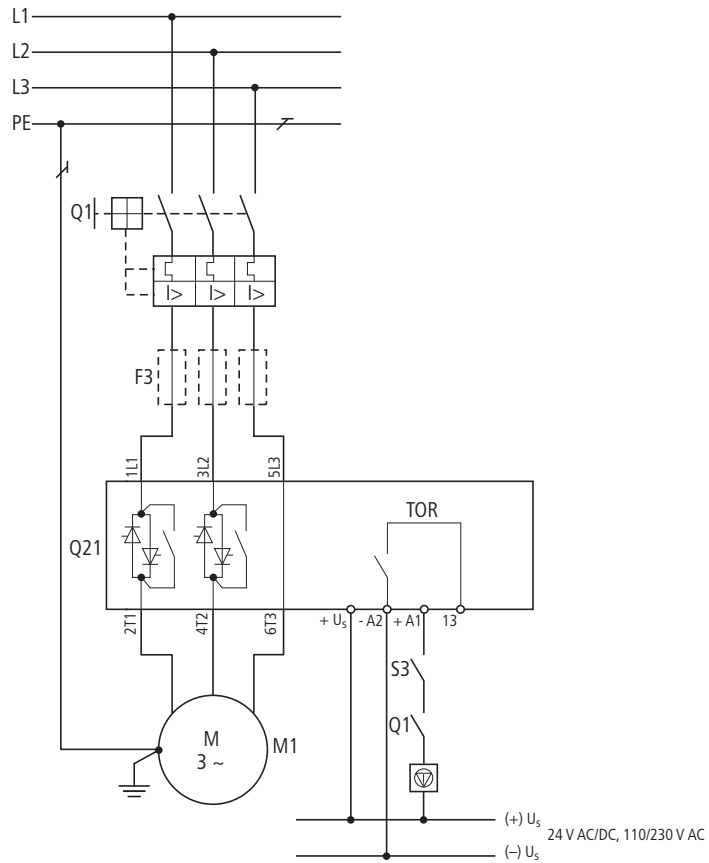 L1
L2
L3
PE
Q1
I> I> I>
F3
1L1 3L2 5L3
TOR
Q21
2T1 4T2 6T3
+ Us - A2 + A1 13
S3
Q1
M
3 ~
M1
(+) Us
24 V AC/DC, 110/230 V AC
(–) Us